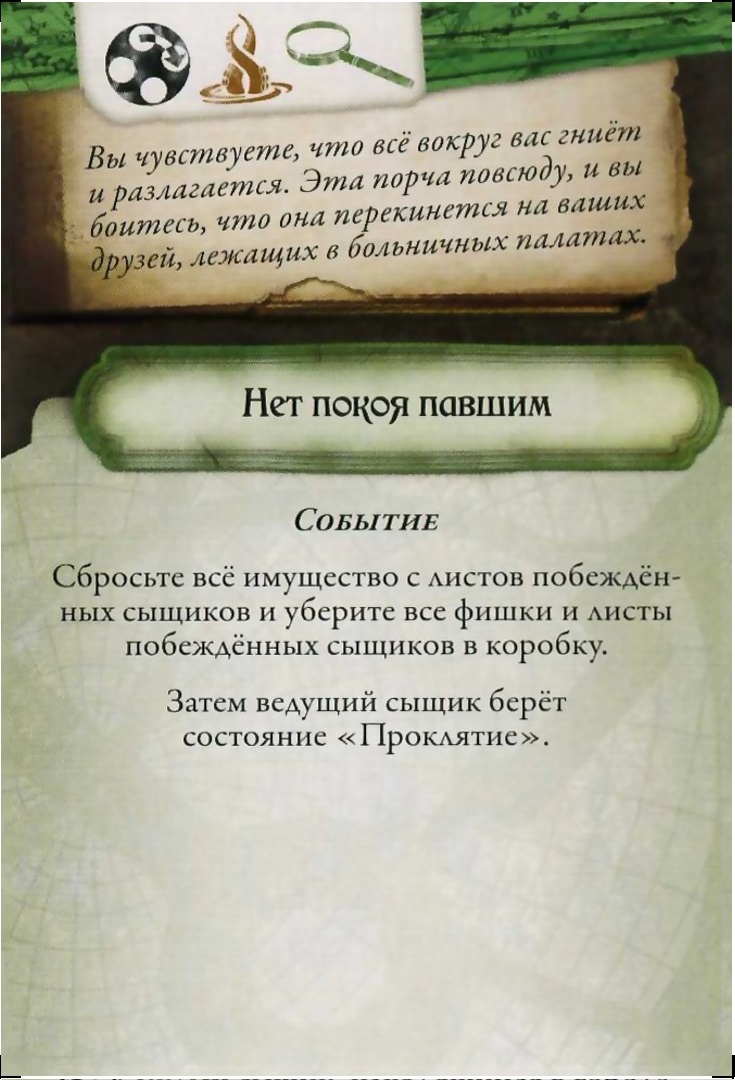 Вы чувствуете, что всё вокруг вас гниёт
и разлагается. Эта порча повсюду, и вы
боитесь, что она перекинется на ваших
друзей, лежащих в больничных палатах.
Нет покоя павшим
Событие
Сбросьте всё имущество с листов побеждён-
ных сыщиков и уберите все фишки и листы
побеждённых сыщиков в коробку.
Затем ведущий сыщик берёт
состояние «Проклятие».